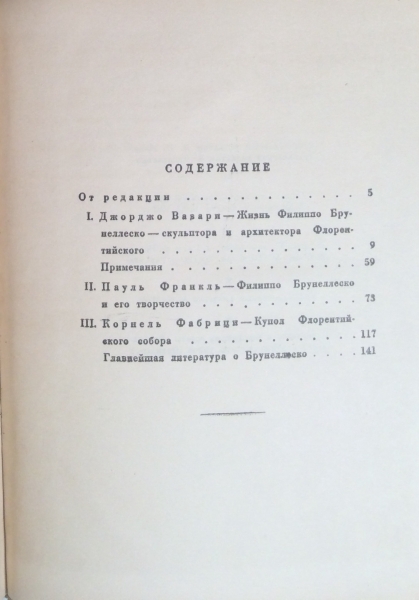 СОДЕРЖАНИЕ
От редакции . . . . . . . . . . . . . 5
I. Джорджо Вазари — Жизнь Филиппо Бру-
неллеско — скульптора и архитектора Флорен-
тийского . . . . . . . . . . . . . . 9
Примечания . . . . . . . . . . . . . 59
II. Пауль Франкль — Филиппо Брунеллеско
и его творчество . . . . . . . . . . . 73
III. Корнель Фабрици — Купол Флорентий-
ского собора . . . . . . . . . . . . . 117
Главнейшая литература о Брунеллеско . . . . 141